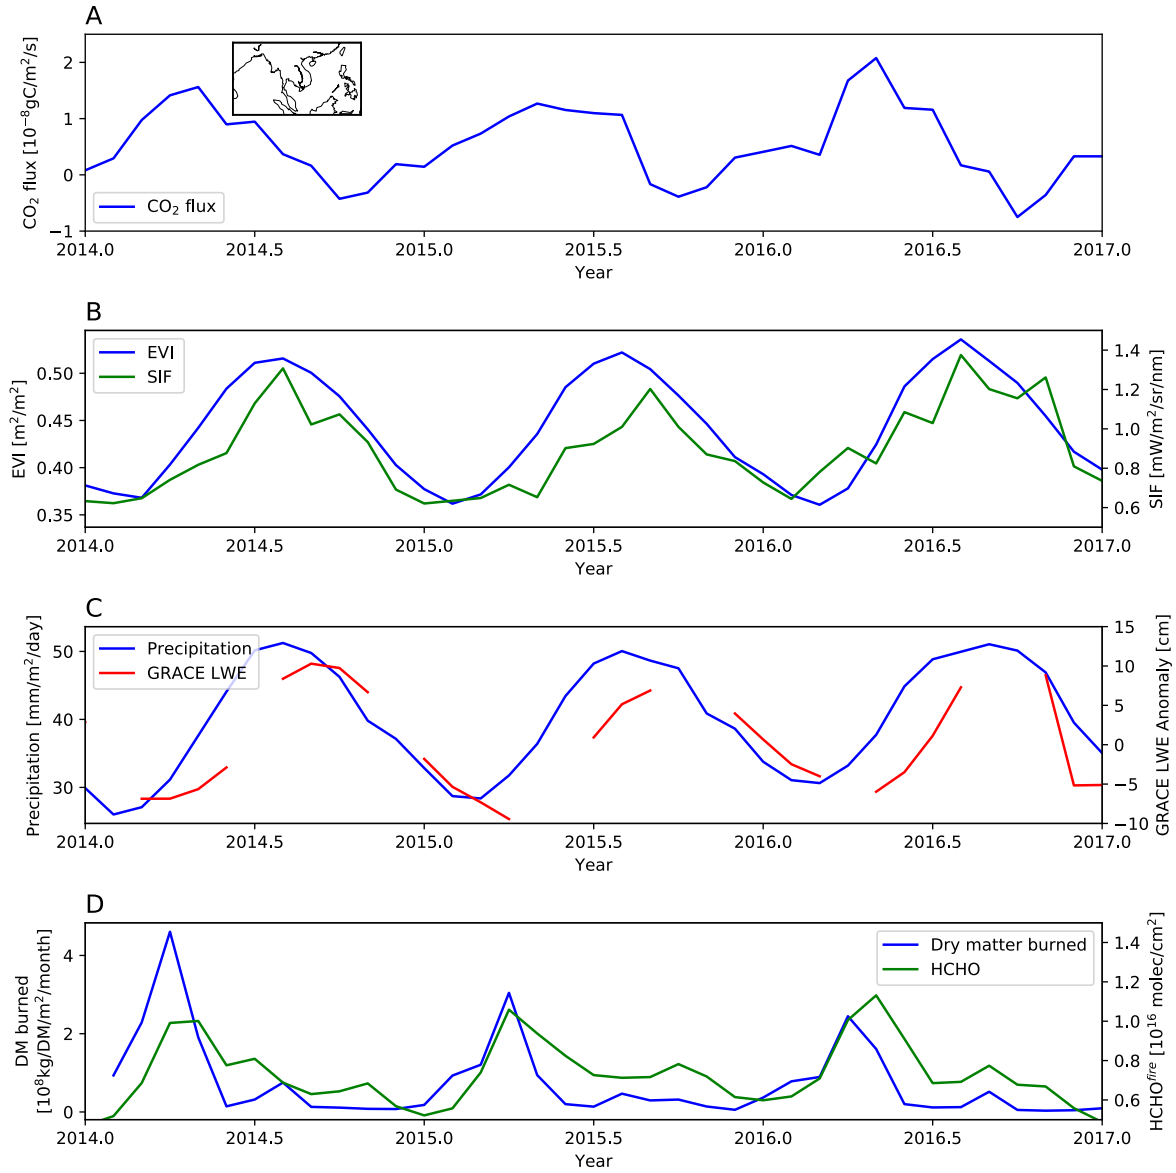 A
CO₂ flux [10⁻⁸gC/m²/s]
2
1
0
−1
CO₂ flux
2014.0 2014.5 2015.0 2015.5 2016.0 2016.5 2017.0
Year
B
EVI [m²/m²]
0.50
0.45
0.40
0.35
EVI
SIF
1.4
1.2
1.0
0.8
0.6
SIF [mW/m²/sr/nm]
2014.0 2014.5 2015.0 2015.5 2016.0 2016.5 2017.0
Year
C
Precipitation [mm/m²/day]
50
40
30
Precipitation
GRACE LWE
15
10
5
0
−5
−10
GRACE LWE Anomaly [cm]
2014.0 2014.5 2015.0 2015.5 2016.0 2016.5 2017.0
Year
D
DM burned
[10⁸kg/DM/m²/month]
4
2
0
Dry matter burned
HCHO
1.4
1.2
1.0
0.8
0.6
HCHO^fire [10¹⁶ molec/cm²]
2014.0 2014.5 2015.0 2015.5 2016.0 2016.5 2017.0
Year